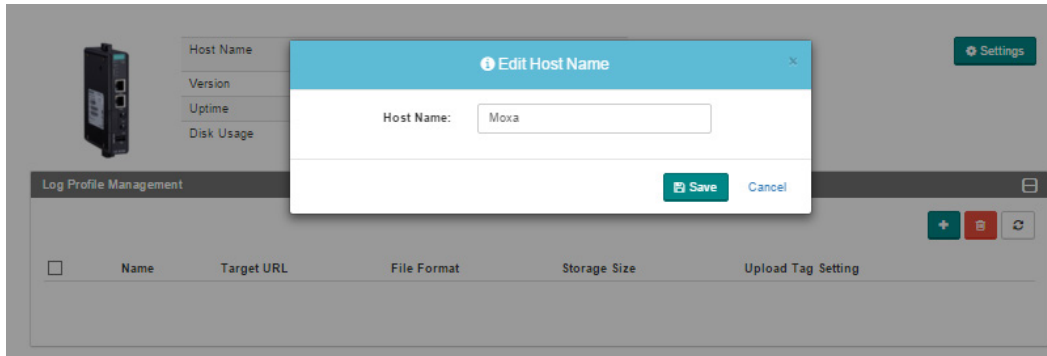 Host Name
Settings
Version
Uptime
Disk Usage
Edit Host Name
×
Host Name: Moxa
Save Cancel
Log Profile Management
Name Target URL File Format Storage Size Upload Tag Setting